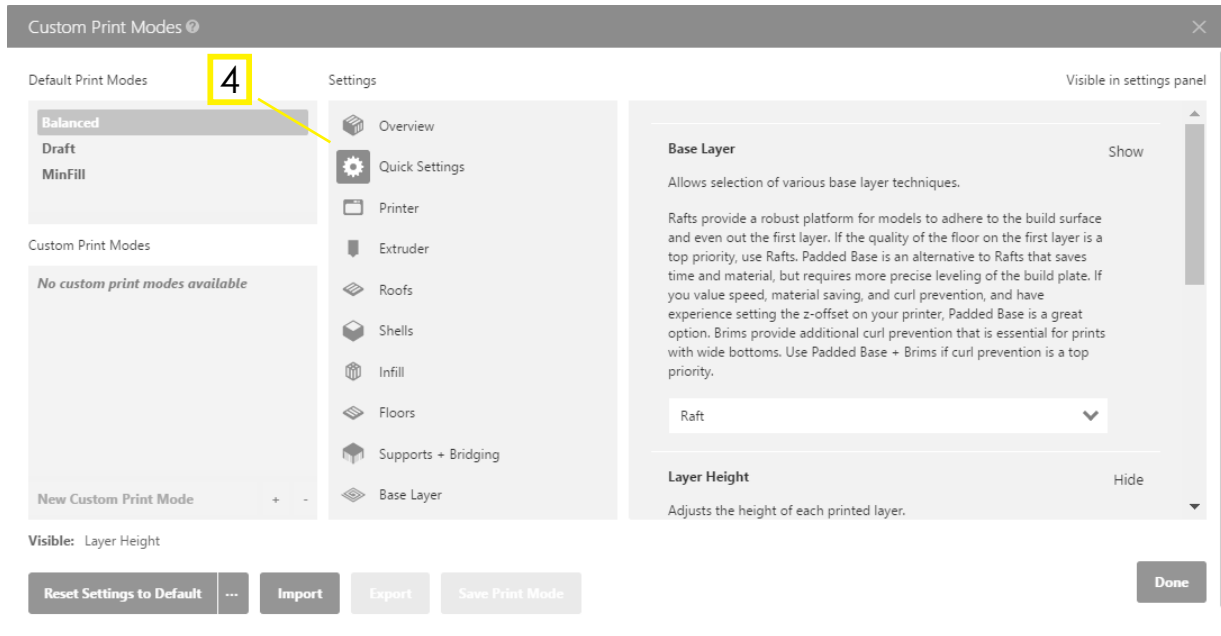 Custom Print Modes ?
4
Default Print Modes
Settings
Visible in settings panel
Balanced
Draft
MinFill
Custom Print Modes
No custom print modes available
New Custom Print Mode + -
Overview
Quick Settings
Printer
Extruder
Roofs
Shells
Infill
Floors
Supports + Bridging
Base Layer
Base Layer Show
Allows selection of various base layer techniques.
Rafts provide a robust platform for models to adhere to the build surface
and even out the first layer. If the quality of the floor on the first layer is a
top priority, use Rafts. Padded Base is an alternative to Rafts that saves
time and material, but requires more precise leveling of the build plate. If
you value speed, material saving, and curl prevention, and have
experience setting the z-offset on your printer, Padded Base is a great
option. Brims provide additional curl prevention that is essential for prints
with wide bottoms. Use Padded Base + Brims if curl prevention is a top
priority.
Raft
Layer Height Hide
Adjusts the height of each printed layer.
Visible: Layer Height
Reset Settings to Default ... Import Export Save Print Mode Done